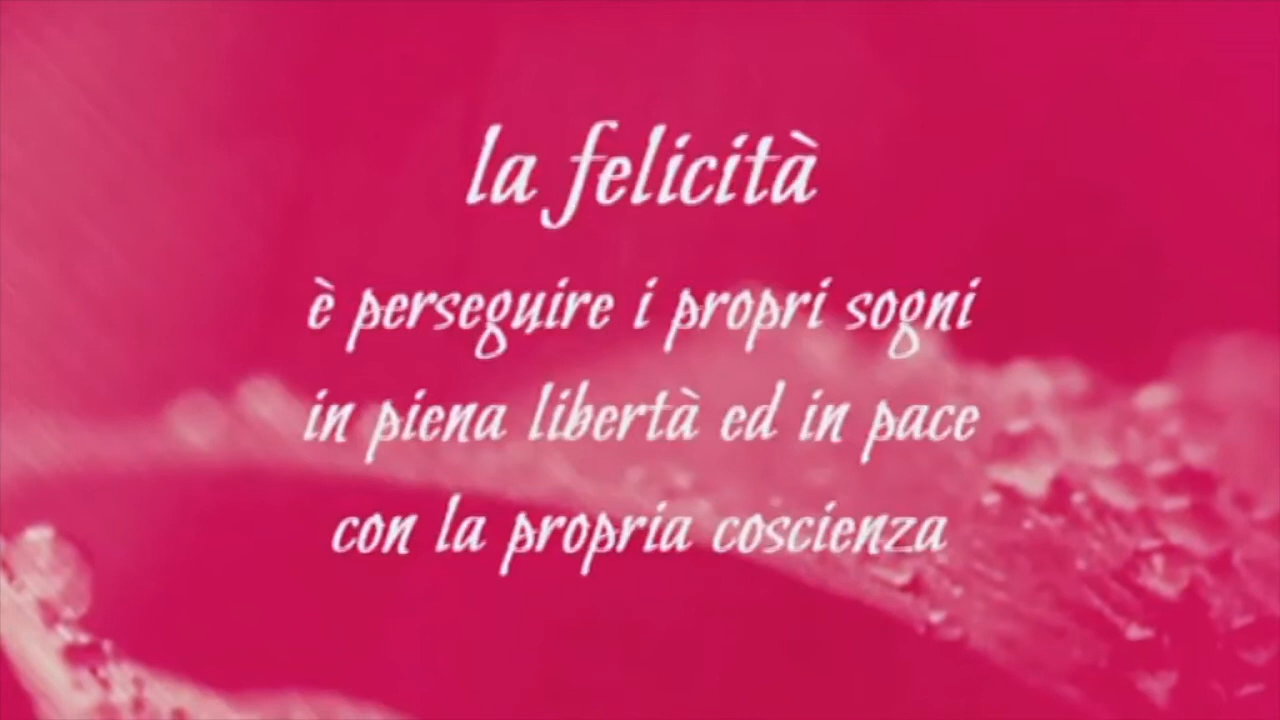 la felicità
è perseguire i propri sogni
in piena libertà ed in pace
con la propria coscienza